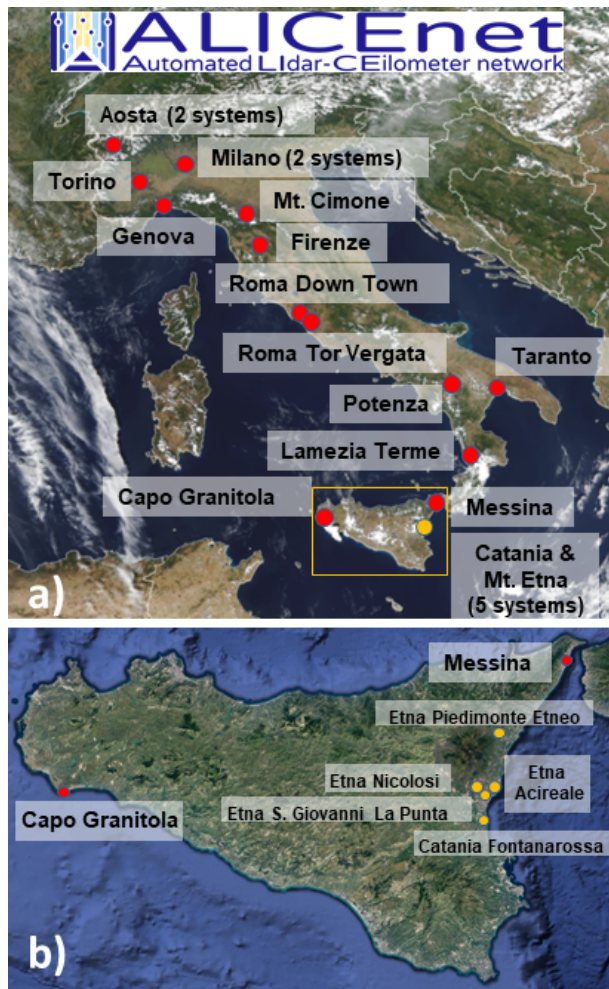 ALICEnet
Automated LIdar-CEilometer network
Aosta (2 systems)
Milano (2 systems)
Torino
Mt. Cimone
Genova
Firenze
Roma Down Town
Roma Tor Vergata
Taranto
Potenza
Lamezia Terme
Capo Granitola
Messina
Catania &
Mt. Etna
(5 systems)
a)
Messina
Etna Piedimonte Etneo
Etna Nicolosi
Etna
Acireale
Etna S. Giovanni La Punta
Capo Granitola
Catania Fontanarossa
b)